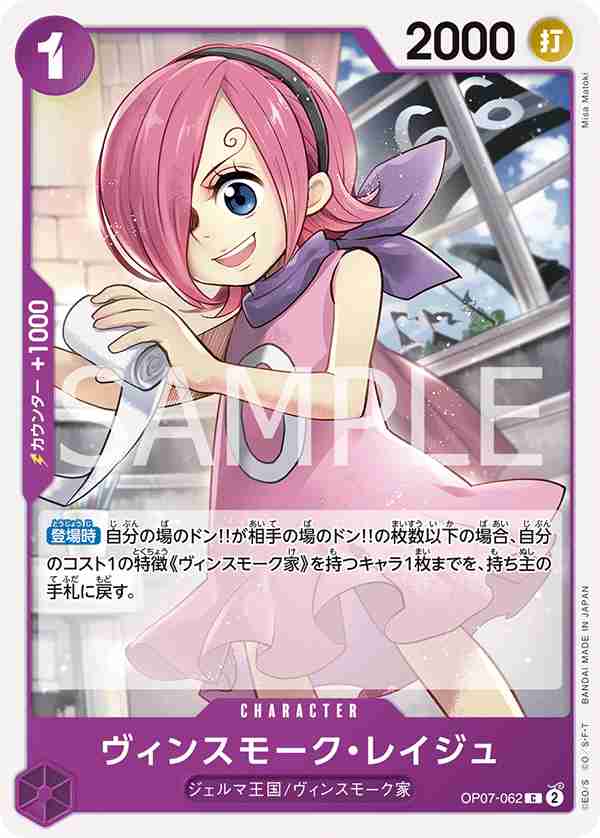 1
2000 打
Misa Matoki
カウンター +1000
SAMPLE
登場時 自分の場のドン!!が相手の場のドン!!の枚数以下の場合、自分
のコスト1の特徴《ヴィンスモーク家》を持つキャラ1枚までを、持ち主の
手札に戻す。
CHARACTER
ヴィンスモーク・レイジュ
ジェルマ王国/ヴィンスモーク家
OP07-062 C 2
©E.O/S ©O/S・F・T BANDAI MADE IN JAPAN